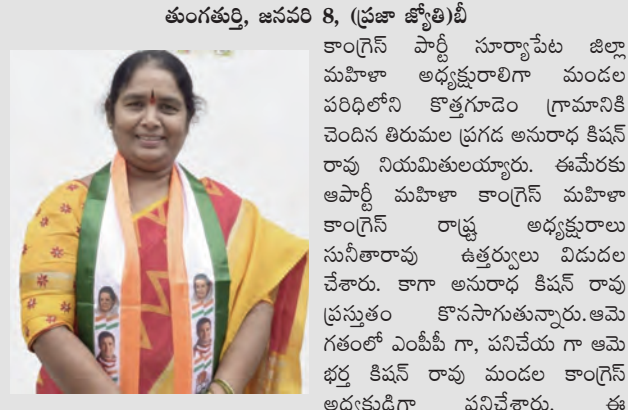 తుంగతుర్తి, జనవరి 8, (ప్రజా జ్యోతి)బీ
కాంగ్రెస్ పార్టీ సూర్యాపేట జిల్లా
మహిళా అధ్యక్షురాలిగా మండల
పరిధిలోని కొత్తగూడెం గ్రామానికి
చెందిన తిరుమల ప్రగడ అనురాధ కిషన్
రావు నియమితులయ్యారు. ఈమేరకు
ఆపార్టీ మహిళా కాంగ్రెస్ మహిళా
కాంగ్రెస్ రాష్ట్ర అధ్యక్షురాలు
సునీతారావు ఉత్తర్వులు విడుదల
చేశారు. కాగా అనురాధ కిషన్ రావు
ప్రస్తుతం కొనసాగుతున్నారు.ఆమె
గతంలో ఎంపీపీ గా, పనిచేయ గా ఆమె
భర్త కిషన్ రావు మండల కాంగ్రెస్
అధ్యక్షుడిగా పనిచేశారు. ఈ